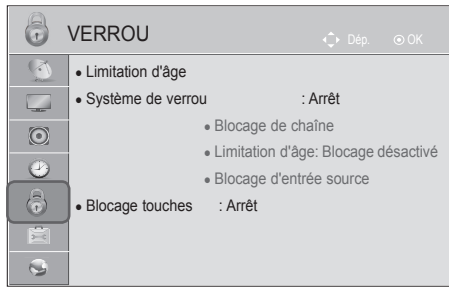 VERROU
Dép. OK
• Limitation d'âge
• Système de verrou : Arrêt
• Blocage de chaîne
• Limitation d'âge: Blocage désactivé
• Blocage d'entrée source
• Blocage touches : Arrêt